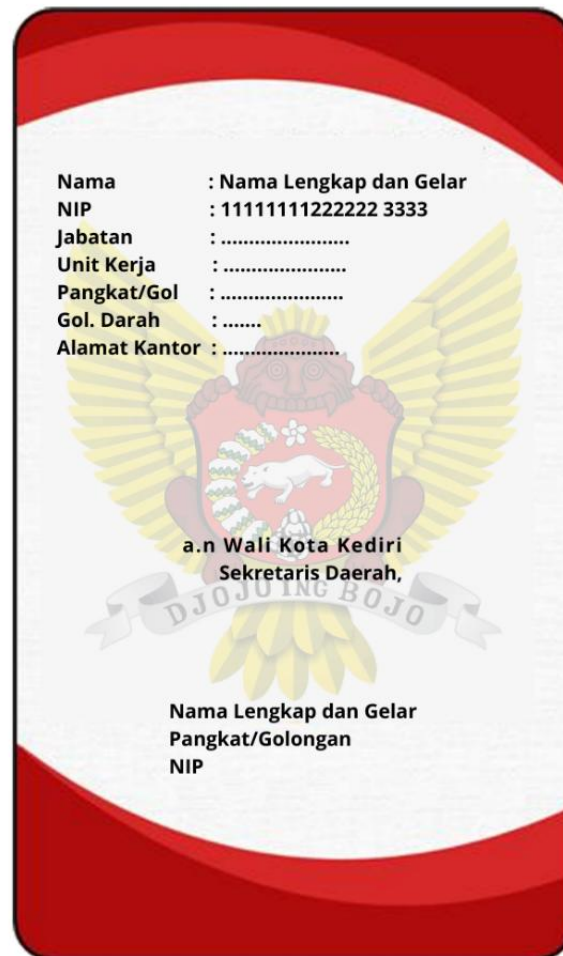 Nama : Nama Lengkap dan Gelar
NIP : 11111111222222 3333
Jabatan : .......................
Unit Kerja : ......................
Pangkat/Gol : ......................
Gol. Darah : .......
Alamat Kantor : .....................
a.n Wali Kota Kediri
Sekretaris Daerah,
DJOJO ING BOJO
Nama Lengkap dan Gelar
Pangkat/Golongan
NIP